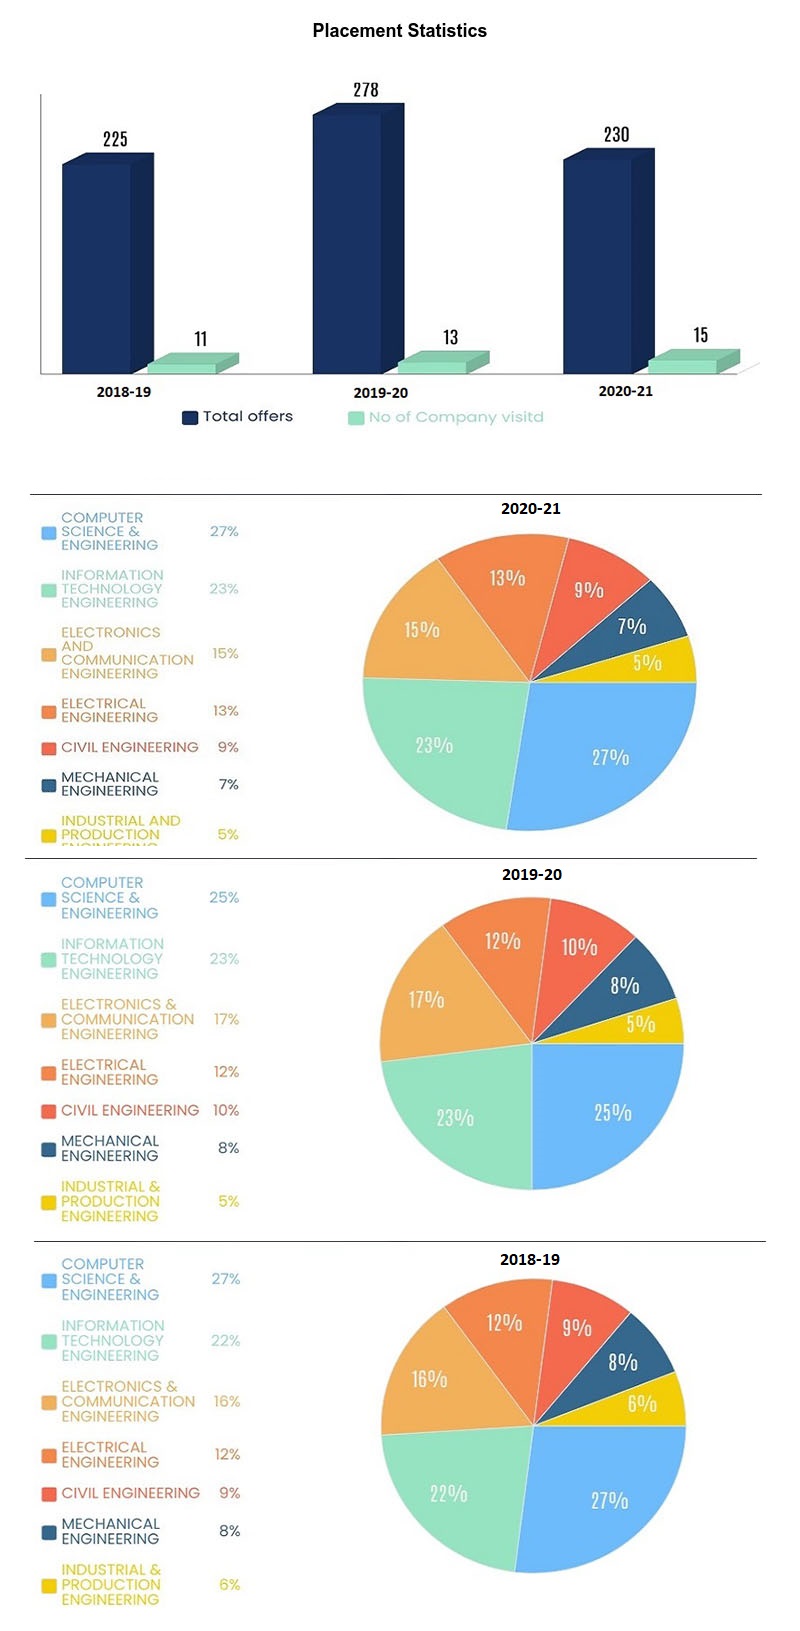 Placement Statistics
278
225
230
11
13
15
2018-19
2019-20
2020-21
Total offers
No of Company visitd
2020-21
COMPUTER
SCIENCE & 27%
ENGINEERING
INFORMATION
TECHNOLOGY 23%
ENGINEERING
ELECTRONICS
AND
COMMUNICATION 15%
ENGINEERING
ELECTRICAL 13%
ENGINEERING
CIVIL ENGINEERING 9%
MECHANICAL 7%
ENGINEERING
INDUSTRIAL AND
PRODUCTION 5%
ENGINEERING
13%
9%
15%
7%
5%
23%
27%
2019-20
COMPUTER
SCIENCE & 25%
ENGINEERING
INFORMATION
TECHNOLOGY 23%
ENGINEERING
ELECTRONICS &
COMMUNICATION 17%
ENGINEERING
ELECTRICAL 12%
ENGINEERING
CIVIL ENGINEERING 10%
MECHANICAL 8%
ENGINEERING
INDUSTRIAL &
PRODUCTION 5%
ENGINEERING
12%
10%
17%
8%
5%
23%
25%
2018-19
COMPUTER
SCIENCE & 27%
ENGINEERING
INFORMATION
TECHNOLOGY 22%
ENGINEERING
ELECTRONICS &
COMMUNICATION 16%
ENGINEERING
ELECTRICAL 12%
ENGINEERING
CIVIL ENGINEERING 9%
MECHANICAL 8%
ENGINEERING
INDUSTRIAL &
PRODUCTION 6%
ENGINEERING
12%
9%
16%
8%
6%
22%
27%